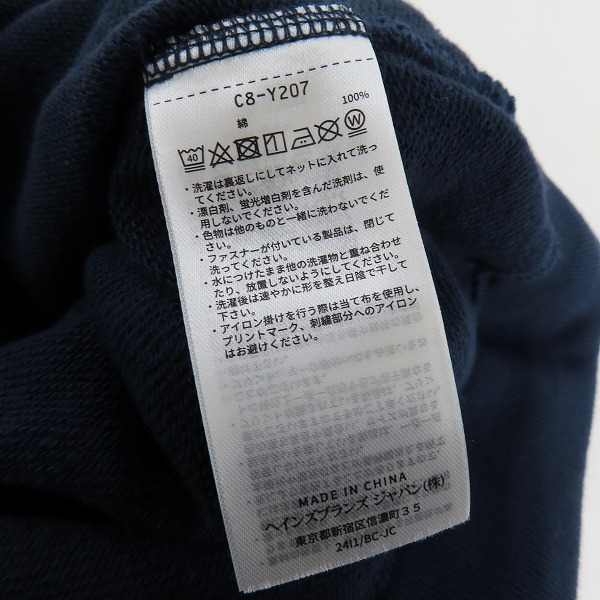 C8-Y207
綿 100%
40 W
・洗濯は裏返しにしてネットに入れて洗っ
てください。
・漂白剤、蛍光増白剤を含んだ洗剤は、使
用しないでください。
・色物は他のものと一緒に洗わないでくだ
さい。
・ファスナーが付いている製品は、閉じて
洗ってください。
・水につけたまま他の洗濯物と重ね合わせ
たり、放置しないようにしてください。
・洗濯後は速やかに形を整え日陰で干して
下さい。
・アイロン掛けを行う際は当て布を使用し、
プリントマーク、刺繍部分へのアイロン
はお避けください。
MADE IN CHINA
ヘインズブランズ ジャパン(株)
東京都新宿区信濃町35
24I1/BC-JC